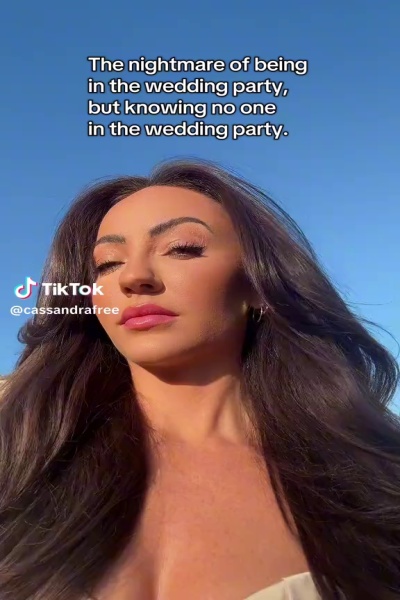 The nightmare of being
in the wedding party,
but knowing no one
in the wedding party.
TikTok
@cassandrafree